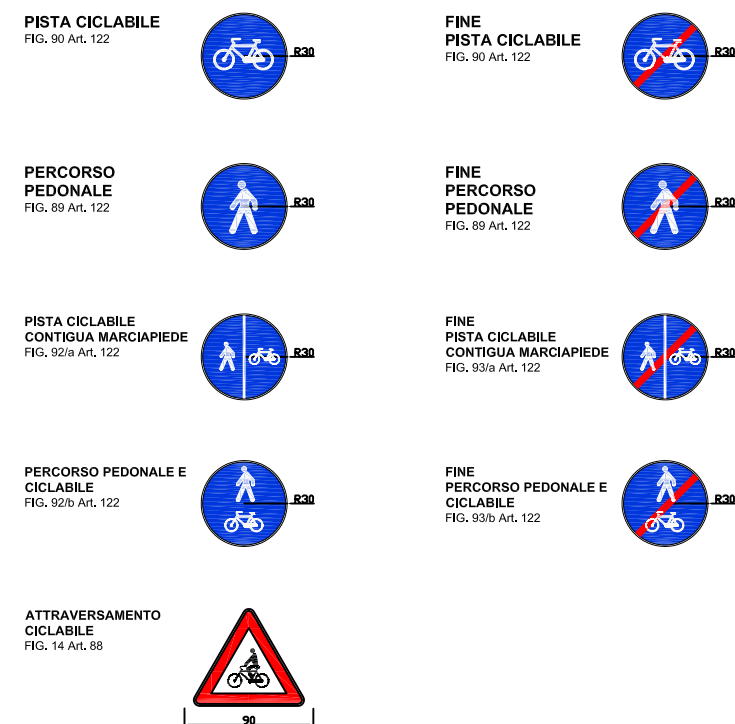 PISTA CICLABILE
FIG. 90 Art. 122
R30
FINE
PISTA CICLABILE
FIG. 90 Art. 122
R30
PERCORSO
PEDONALE
FIG. 89 Art. 122
R30
FINE
PERCORSO
PEDONALE
FIG. 89 Art. 122
R30
PISTA CICLABILE
CONTIGUA MARCIAPIEDE
FIG. 92/a Art. 122
R30
FINE
PISTA CICLABILE
CONTIGUA MARCIAPIEDE
FIG. 93/a Art. 122
R30
PERCORSO PEDONALE E
CICLABILE
FIG. 92/b Art. 122
R30
FINE
PERCORSO PEDONALE E
CICLABILE
FIG. 93/b Art. 122
R30
ATTRAVERSAMENTO
CICLABILE
FIG. 14 Art. 88
90